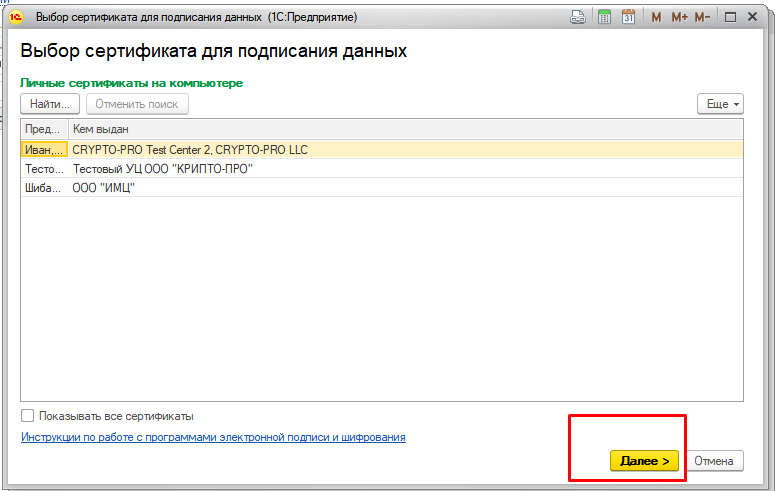 Выбор сертификата для подписания данных (1С:Предприятие)
31 M M+ M-
Выбор сертификата для подписания данных
Личные сертификаты на компьютере
Найти... Отменить поиск Еще
Пред... Кем выдан
Иван,... CRYPTO-PRO Test Center 2, CRYPTO-PRO LLC
Тесто... Тестовый УЦ ООО "КРИПТО-ПРО"
Шиба... ООО "ИМЦ"
Показывать все сертификаты
Инструкции по работе с программами электронной подписи и шифрования
Далее > Отмена